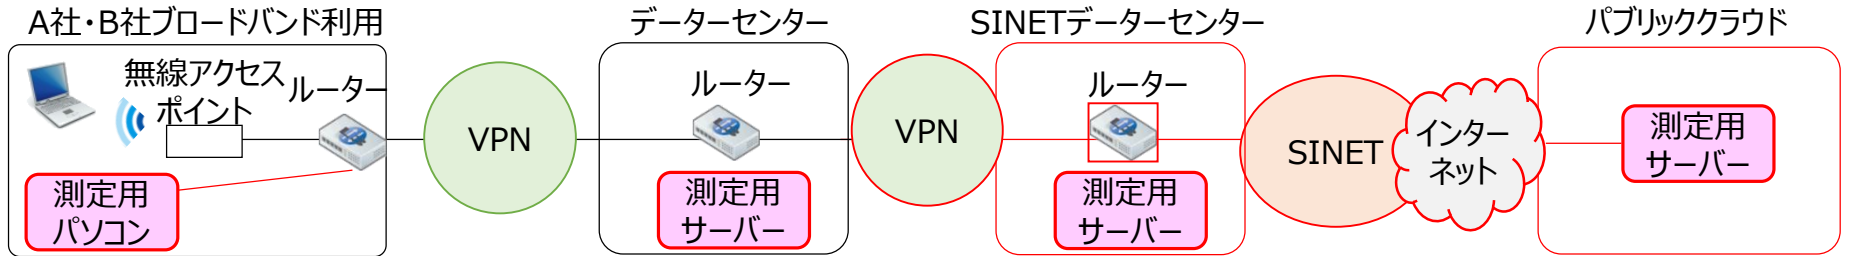 A社・B社ブロードバンド利用
無線アクセス
ポイント
ルーター
測定用
パソコン
VPN
データーセンター
ルーター
測定用
サーバー
VPN
SINETデーターセンター
ルーター
測定用
サーバー
SINET
インター
ネット
パブリッククラウド
測定用
サーバー